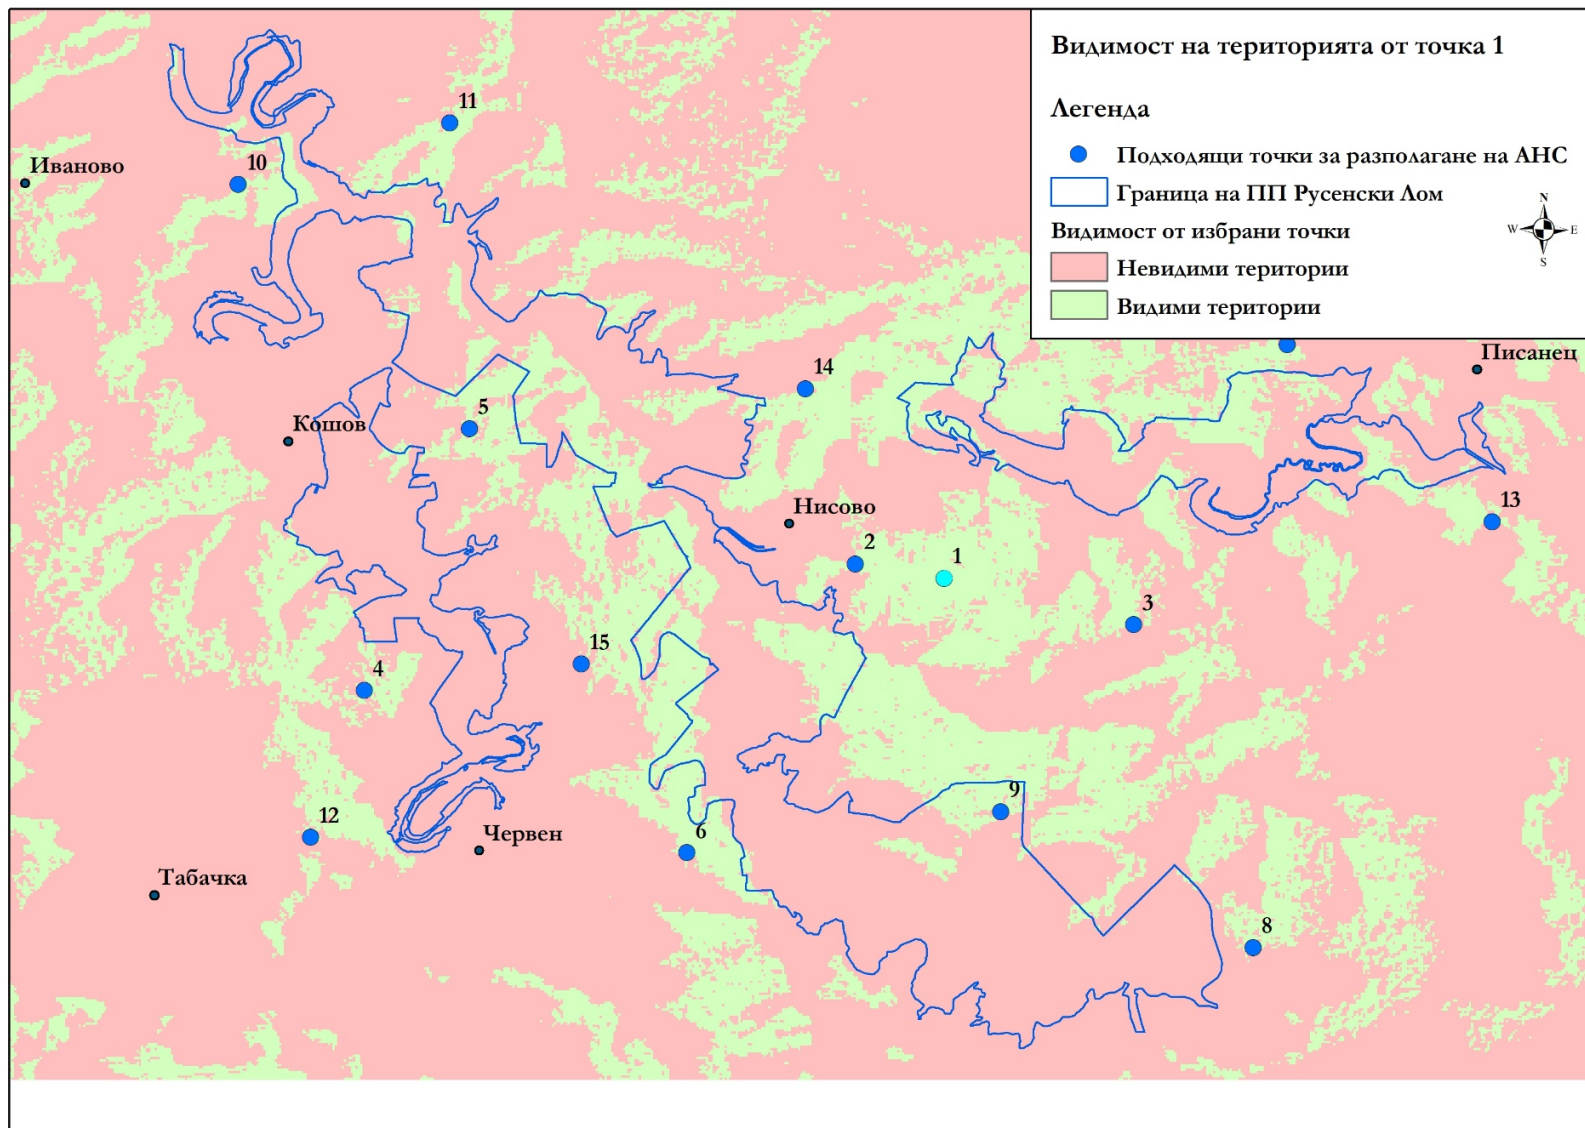 Видимост на територията от точка 1
Легенда
Подходящи точки за разполагане на АНС
Граница на ПП Русенски Лом
Видимост от избрани точки
Невидими територии
Видими територии
N
W
E
S
11
10
Иваново
Писанец
14
5
Кошов
13
Нисово
2
1
3
15
4
9
12
Червен
6
Табачка
8